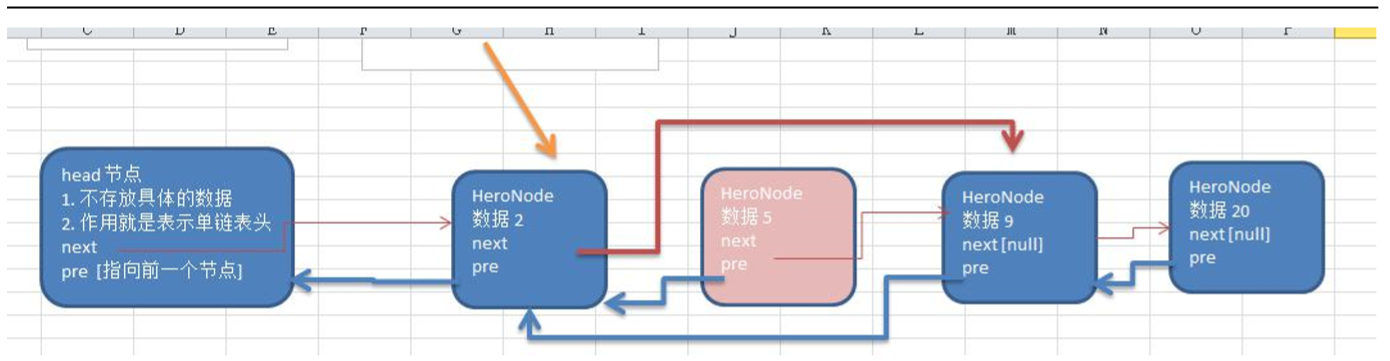 C D E F G H I J K L M N O P
head 节点
1. 不存放具体的数据
2. 作用就是表示单链表头
next
pre [指向前一个节点]
HeroNode
数据 2
next
pre
HeroNode
数据 5
next
pre
HeroNode
数据 9
next[null]
pre
HeroNode
数据 20
next[null]
pre